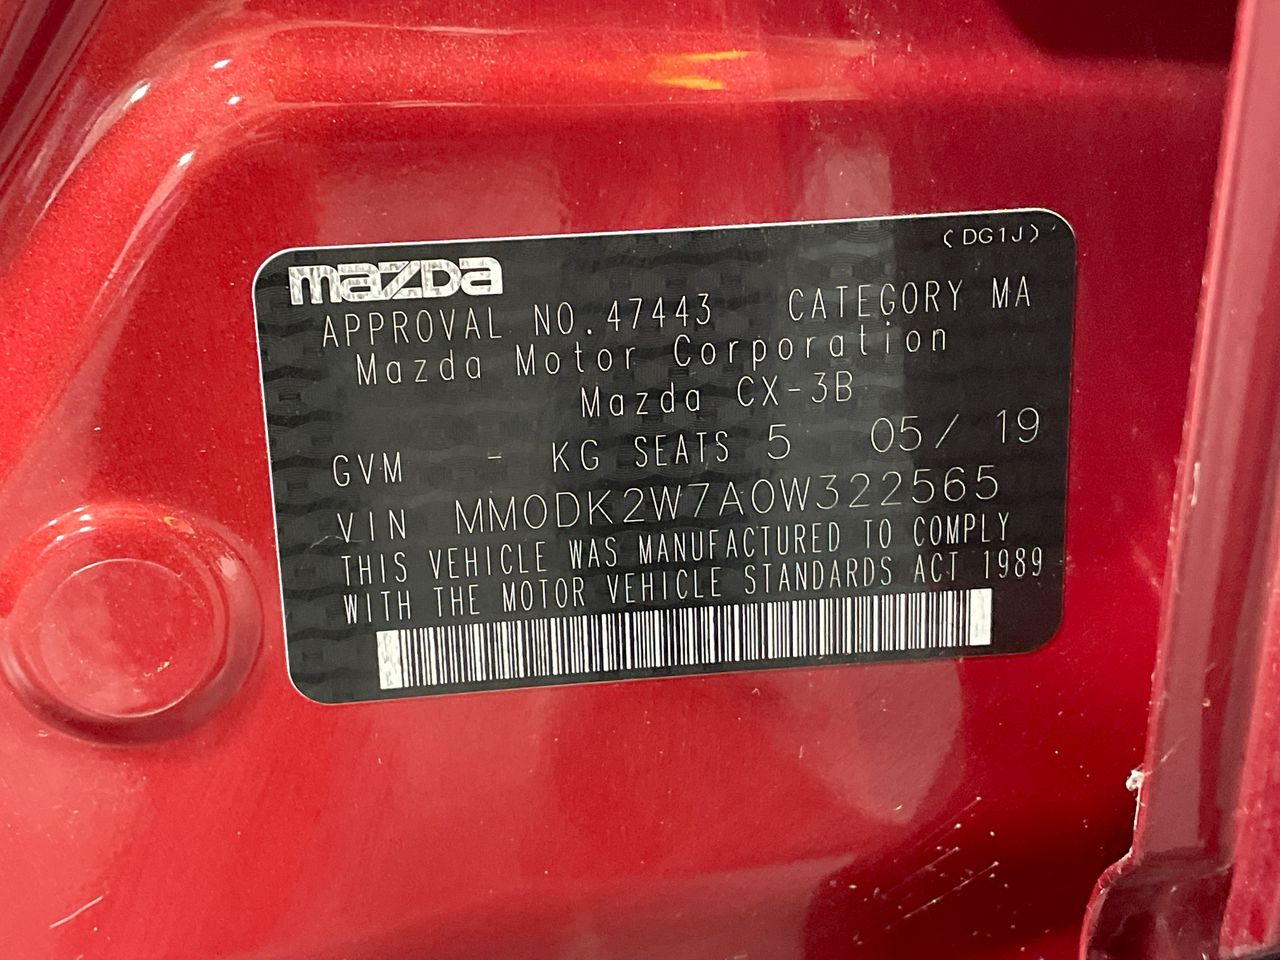 (DG1J)
mazda
APPROVAL NO.47443 CATEGORY MA
Mazda Motor Corporation
Mazda CX-3B
GVM - KG SEATS 5 05/ 19
VIN MM0DK2W7A0W322565
THIS VEHICLE WAS MANUFACTURED TO COMPLY
WITH THE MOTOR VEHICLE STANDARDS ACT 1989